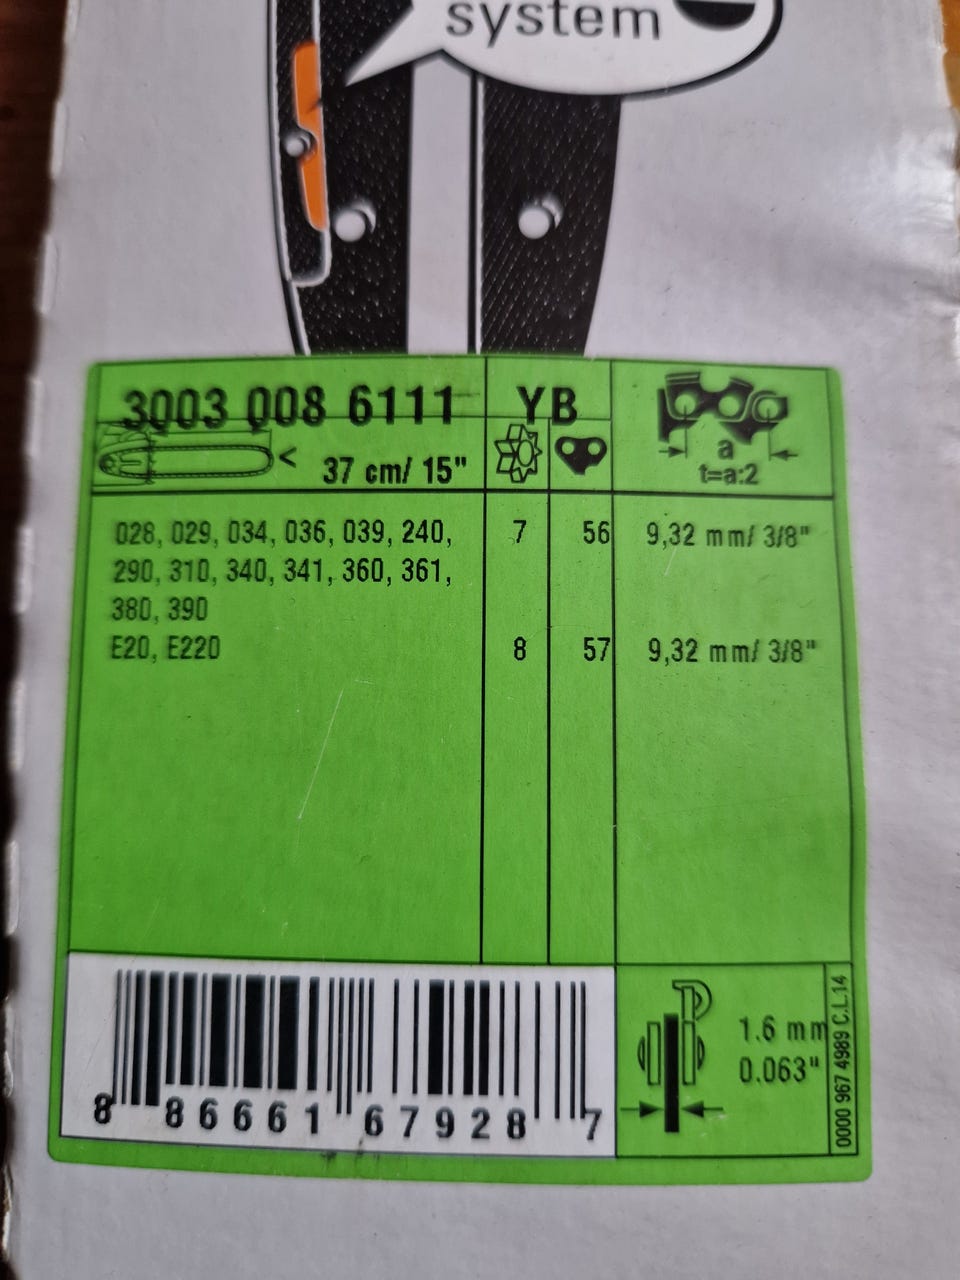 system
3003 008 6111 YB
< 37 cm/ 15"
a
t=a:2
028, 029, 034, 036, 039, 240, 7 56 9,32 mm/ 3/8"
290, 310, 340, 341, 360, 361,
380, 390
E20, E220 8 57 9,32 mm/ 3/8"
1.6 mm
0.063"
0000 967 4989 C.L.14
8 86661 67928 7